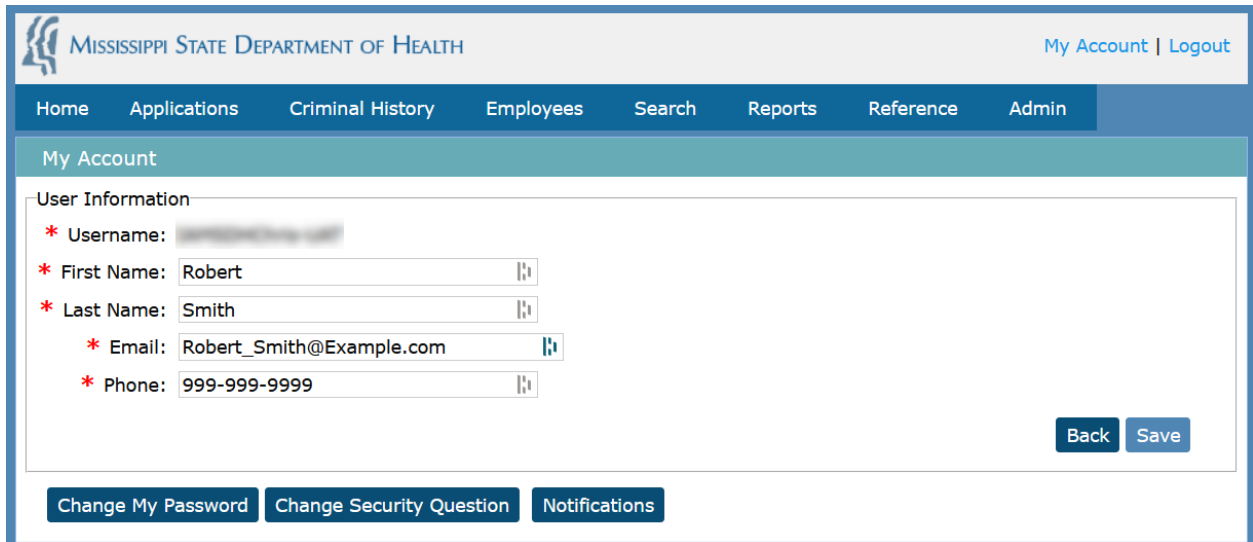 MISSISSIPPI STATE DEPARTMENT OF HEALTH
My Account | Logout
Home Applications Criminal History Employees Search Reports Reference Admin
My Account
User Information
* Username:
* First Name: Robert
* Last Name: Smith
* Email: Robert_Smith@Example.com
* Phone: 999-999-9999
Back Save
Change My Password Change Security Question Notifications